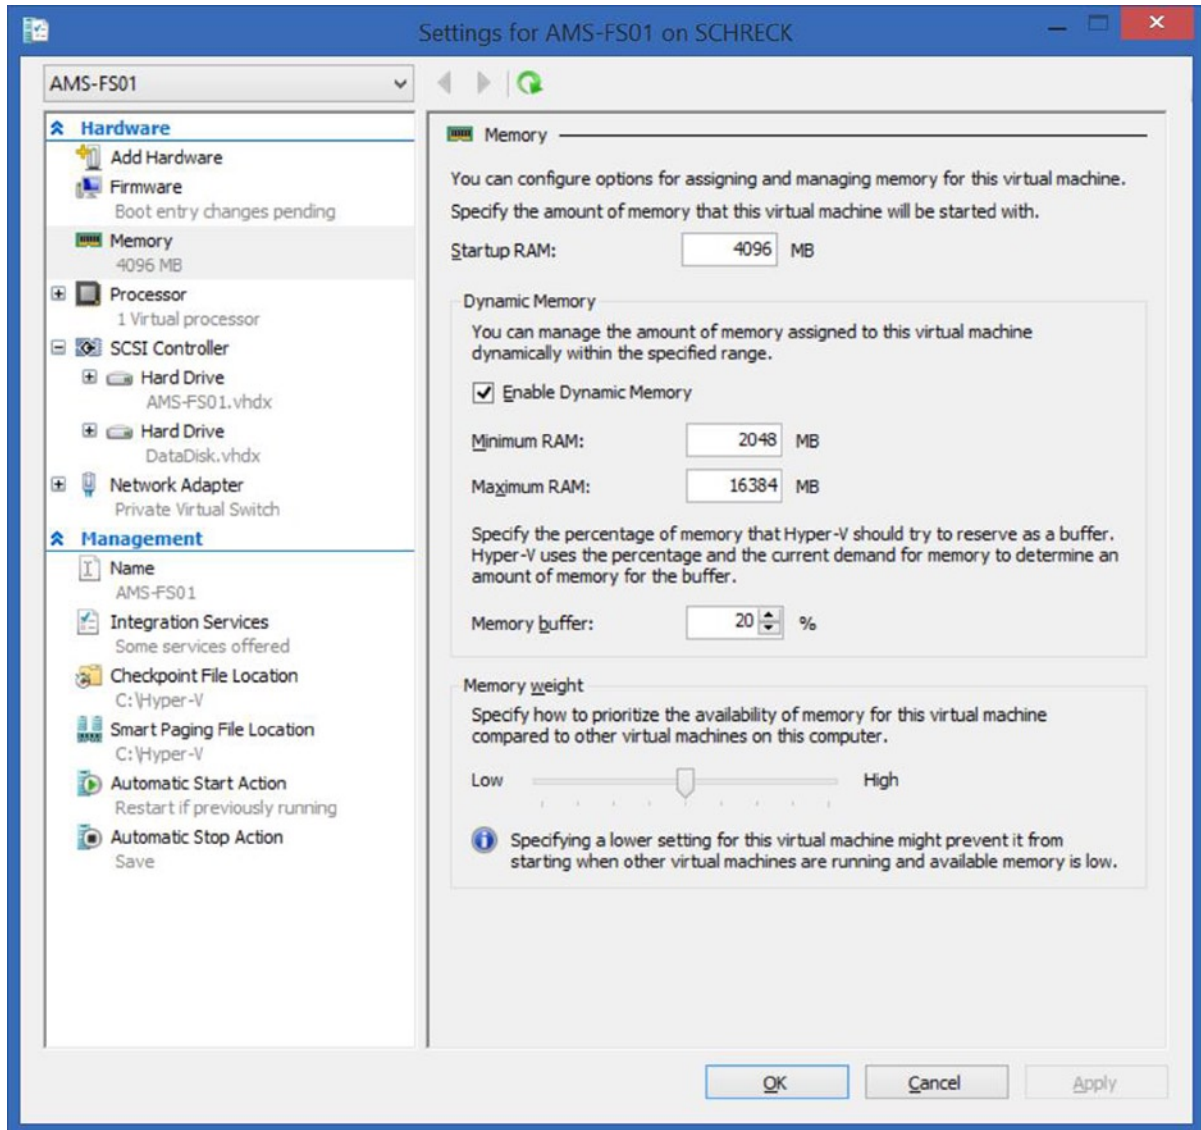 Settings for AMS-FS01 on SCHRECK
AMS-FS01
Hardware
Add Hardware
Firmware
Boot entry changes pending
Memory
4096 MB
Processor
1 Virtual processor
SCSI Controller
Hard Drive
AMS-FS01.vhdx
Hard Drive
DataDisk.vhdx
Network Adapter
Private Virtual Switch
Management
Name
AMS-FS01
Integration Services
Some services offered
Checkpoint File Location
C:\Hyper-V
Smart Paging File Location
C:\Hyper-V
Automatic Start Action
Restart if previously running
Automatic Stop Action
Save
Memory
You can configure options for assigning and managing memory for this virtual machine.
Specify the amount of memory that this virtual machine will be started with.
Startup RAM: 4096 MB
Dynamic Memory
You can manage the amount of memory assigned to this virtual machine
dynamically within the specified range.
Enable Dynamic Memory
Minimum RAM: 2048 MB
Maximum RAM: 16384 MB
Specify the percentage of memory that Hyper-V should try to reserve as a buffer.
Hyper-V uses the percentage and the current demand for memory to determine an
amount of memory for the buffer.
Memory buffer: 20 %
Memory weight
Specify how to prioritize the availability of memory for this virtual machine
compared to other virtual machines on this computer.
Low High
Specifying a lower setting for this virtual machine might prevent it from
starting when other virtual machines are running and available memory is low.
OK Cancel Apply